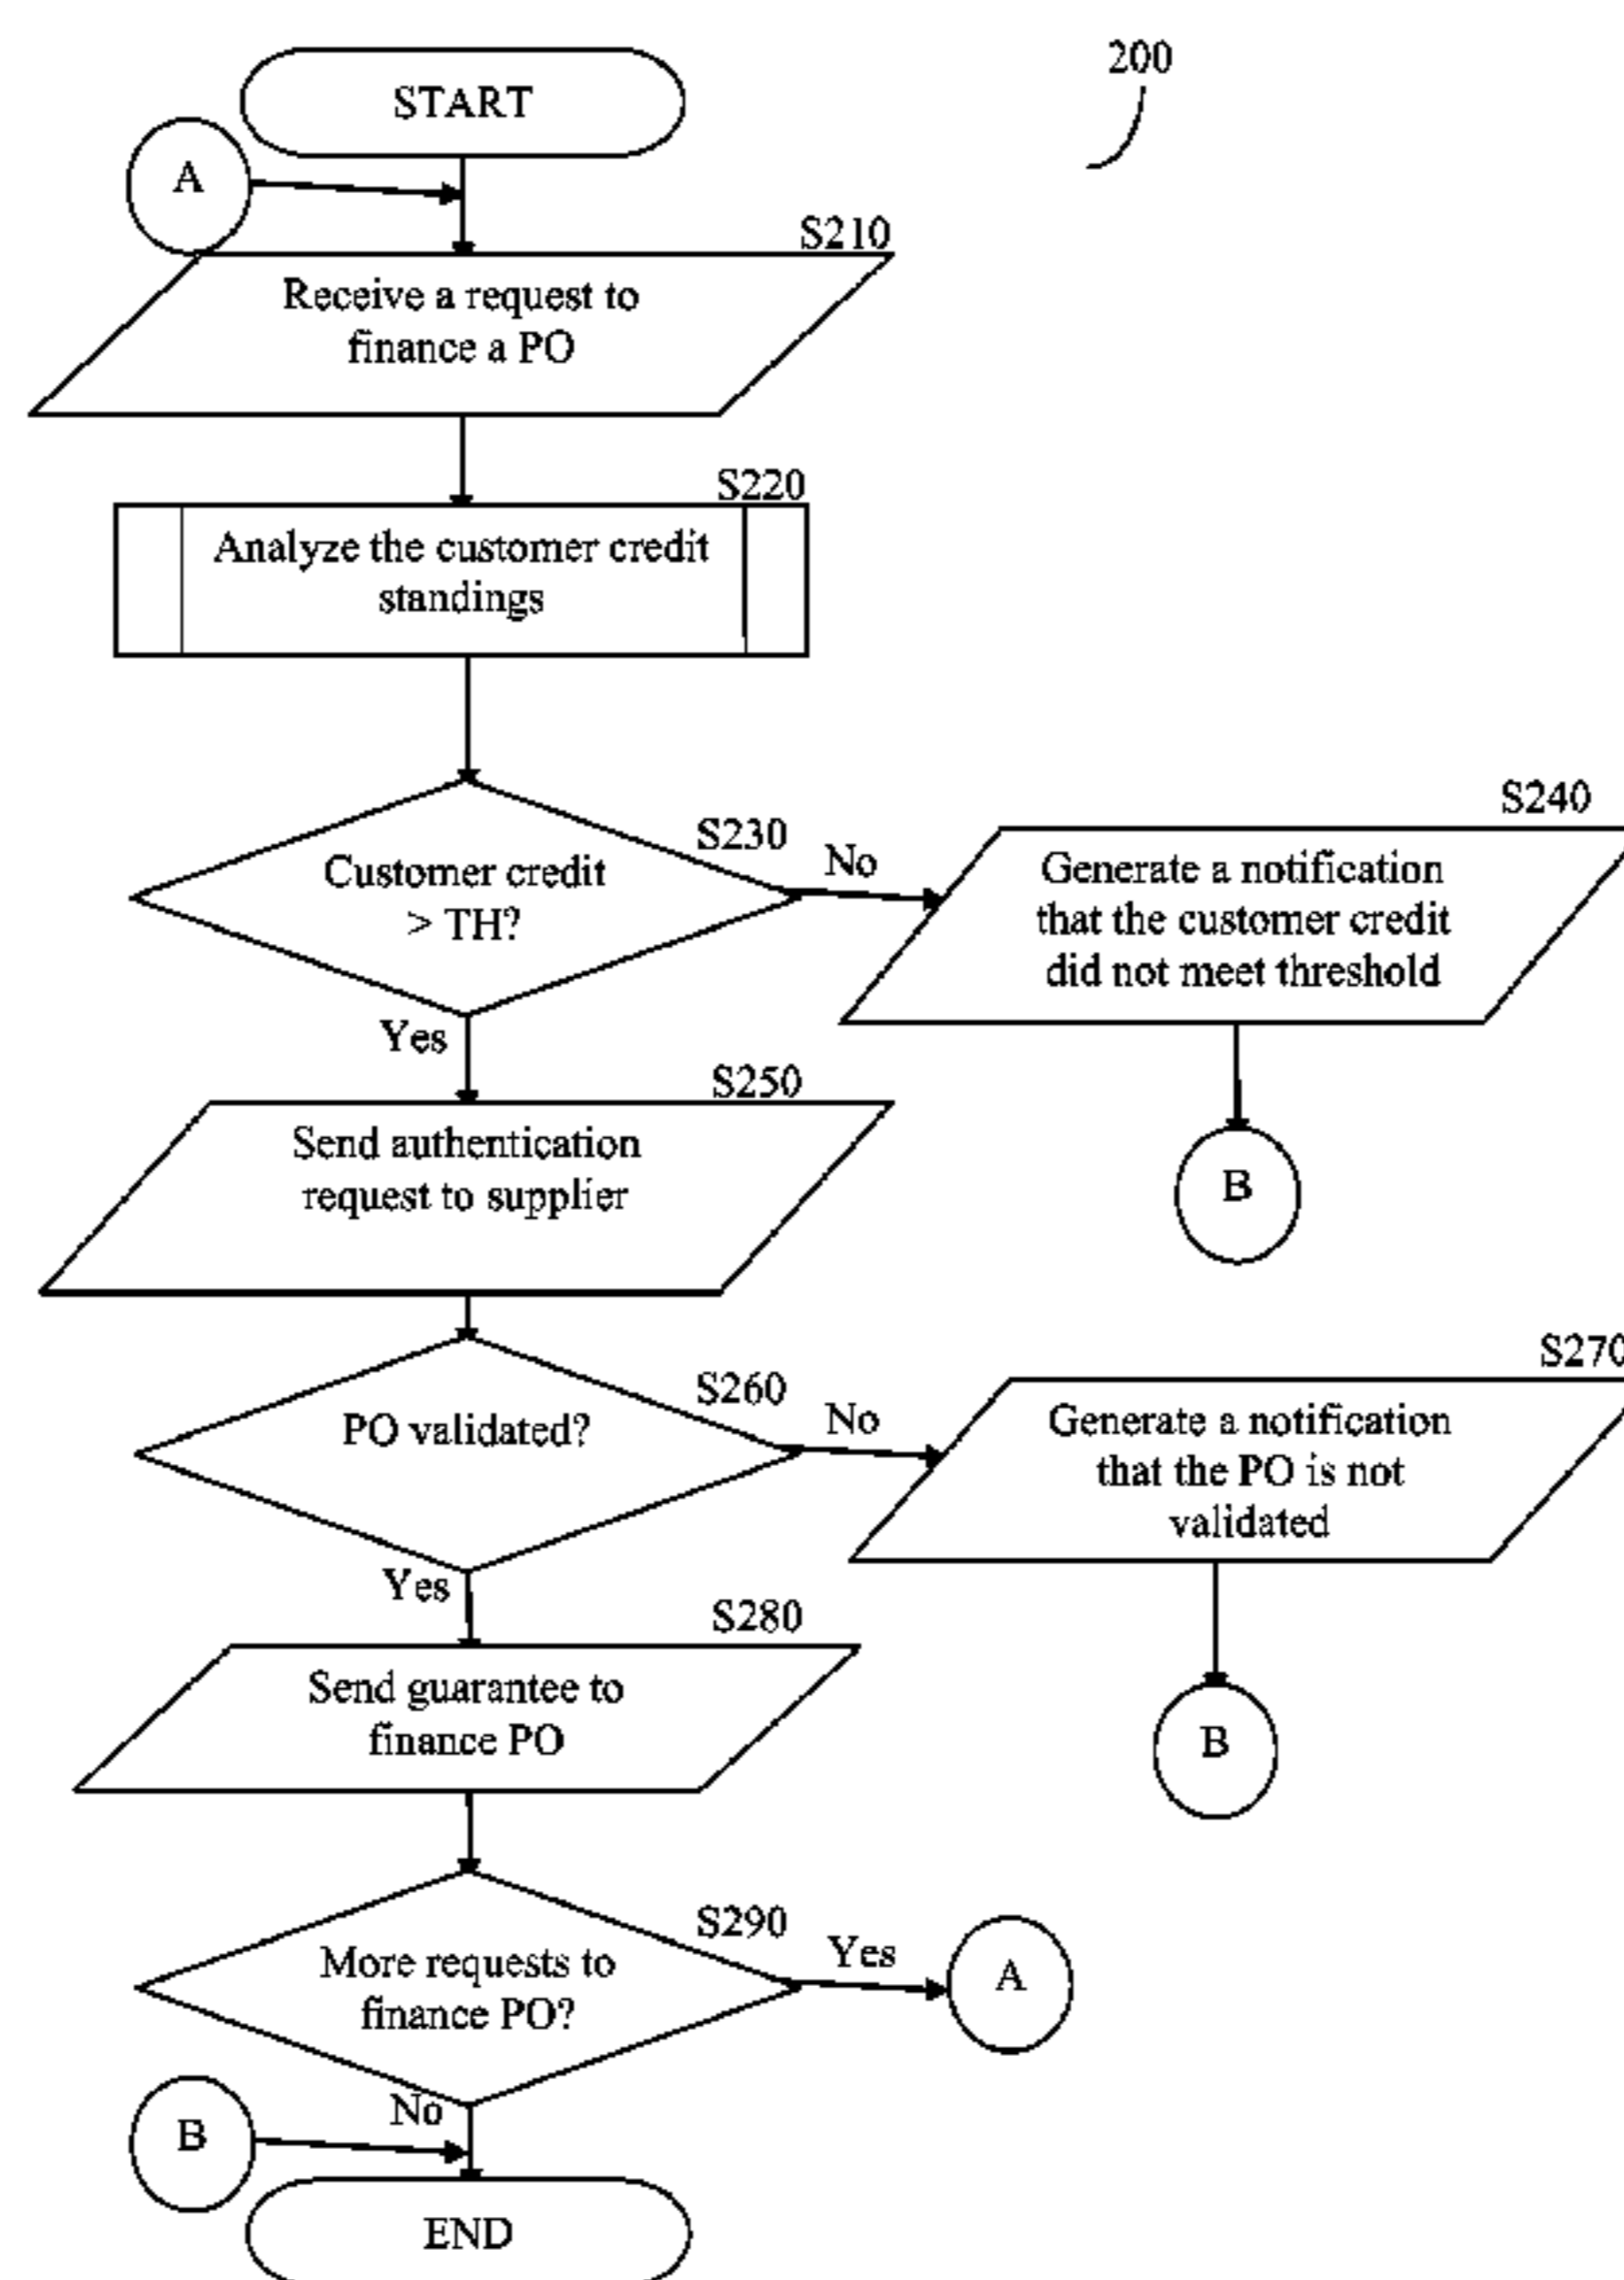 200
START
A
S210
Receive a request to
finance a PO
S220
Analyze the customer credit
standings
S230
Customer credit
> TH?
No
S240
Generate a notification
that the customer credit
did not meet threshold
Yes
B
S250
Send authentication
request to supplier
S260
PO validated?
No
S270
Generate a notification
that the PO is not
validated
Yes
B
S280
Send guarantee to
finance PO
S290
More requests to
finance PO?
Yes
A
No
B
END